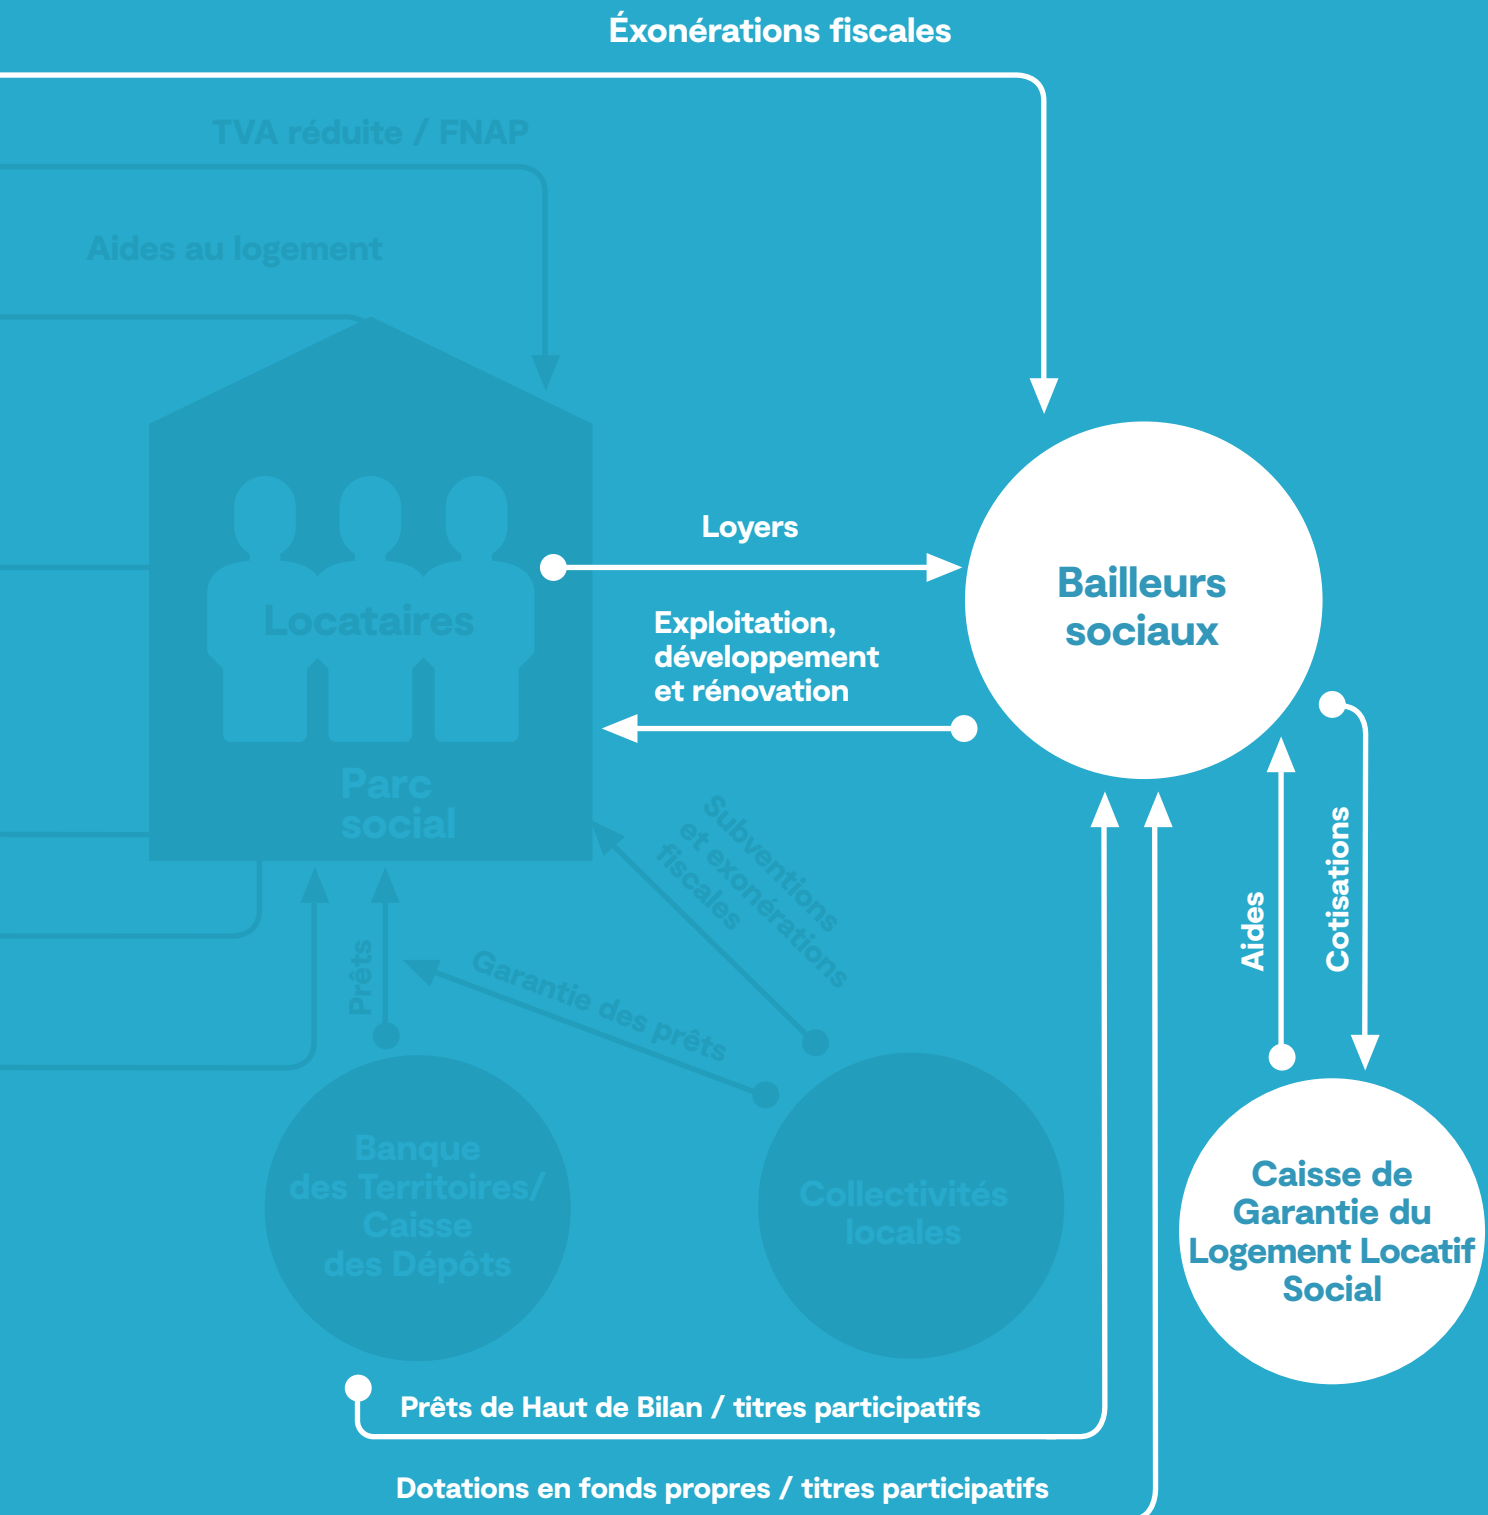 Éxonérations fiscales
TVA réduite / FNAP
Aides au logement
Loyers
Exploitation,
développement
et rénovation
Locataires
Parc
social
Bailleurs
sociaux
Subventions
et exonérations
fiscales
Garantie des prêts
Prêts
Aides
Cotisations
Banque
des Territoires/
Caisse
des Dépôts
Collectivités
locales
Caisse de
Garantie du
Logement Locatif
Social
Prêts de Haut de Bilan / titres participatifs
Dotations en fonds propres / titres participatifs